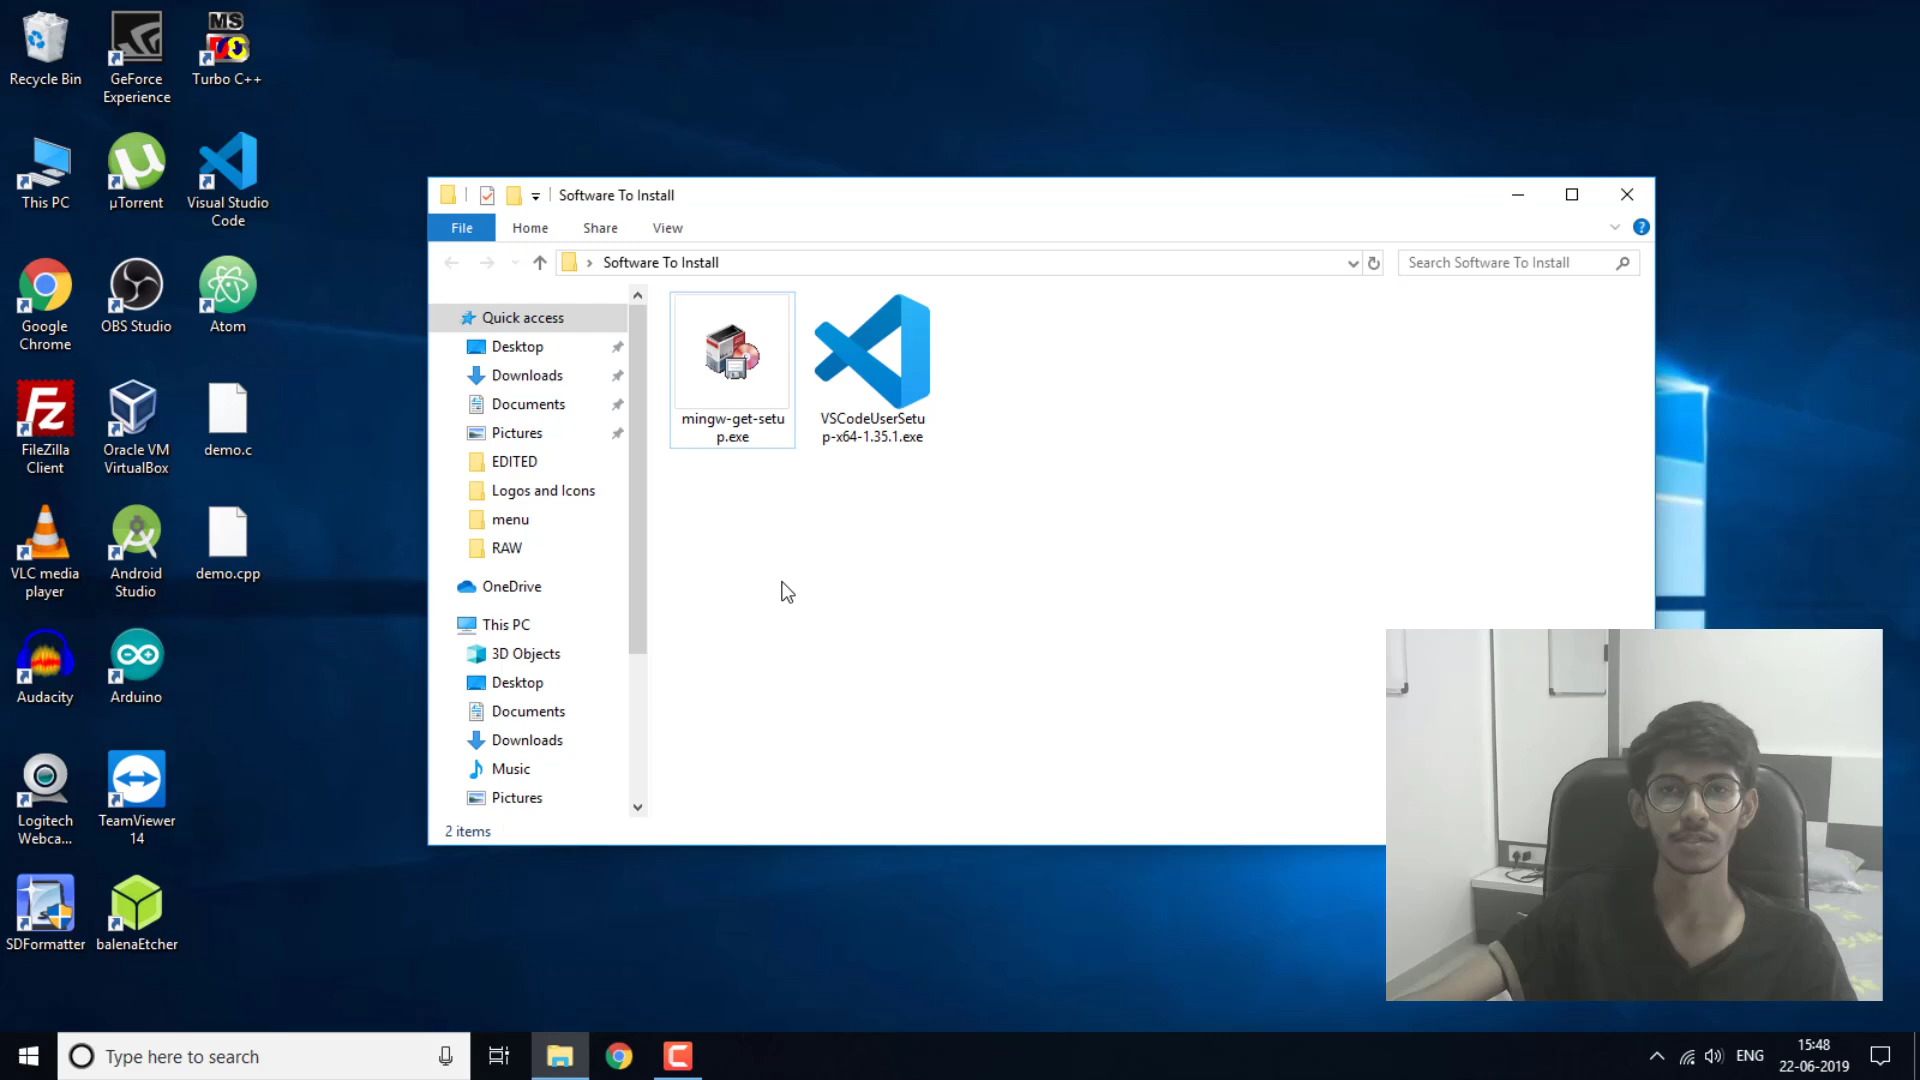 Recycle Bin
GeForce
Experience
MS
Turbo C++
This PC
µTorrent
Visual Studio
Code
Google
Chrome
OBS Studio
Atom
Fz
FileZilla
Client
Oracle VM
VirtualBox
demo.c
VLC media
player
Android
Studio
demo.cpp
Audacity
Arduino
Logitech
Webca...
TeamViewer
14
SDFormatter
balenaEtcher
Software To Install
File
Home
Share
View
Software To Install
Search Software To Install
Quick access
Desktop
Downloads
Documents
Pictures
EDITED
Logos and Icons
menu
RAW
OneDrive
This PC
3D Objects
Desktop
Documents
Downloads
Music
Pictures
mingw-get-setu
p.exe
VSCodeUserSetu
p-x64-1.35.1.exe
2 items
Type here to search
ENG
15:48
22-06-2019